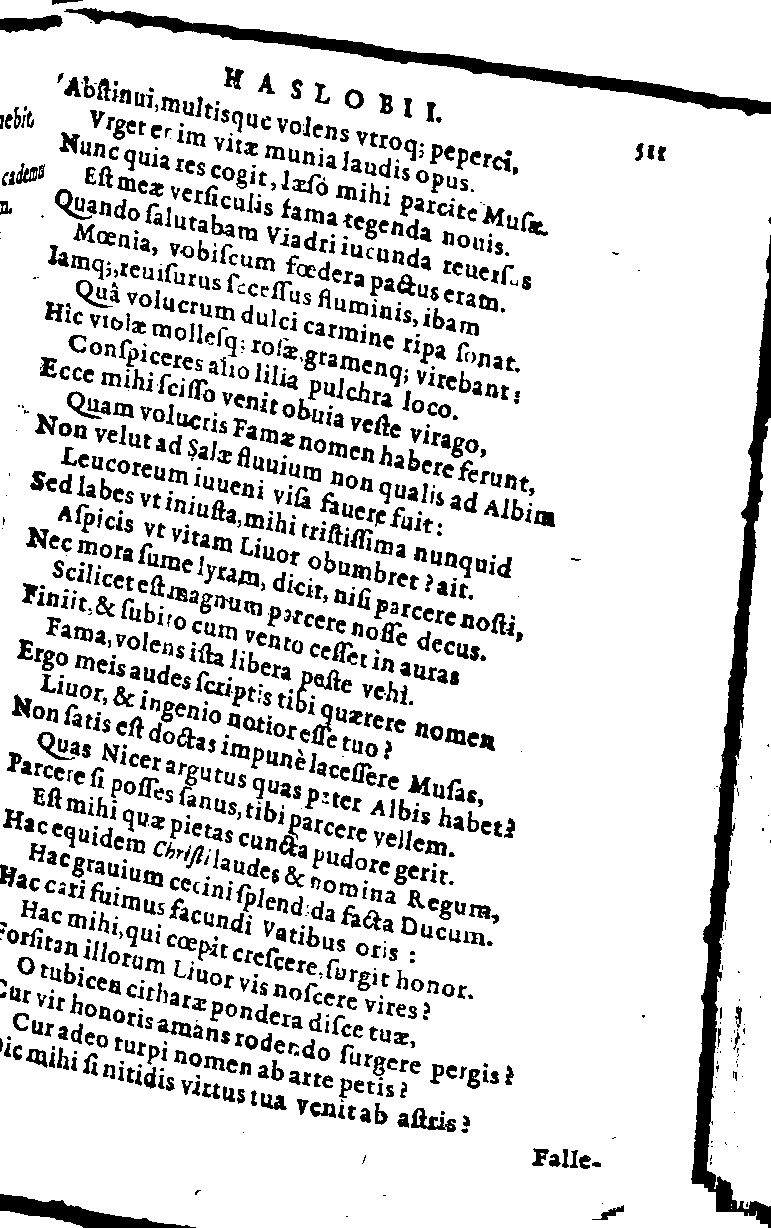 HASLOBII.
511
Abſtinui, multisque volens vtroq; peperci,
Vrget et im vitæ munia laudis opus.
Nunc quia res cogit, læſo mihi parcite Muſæ.
Eſt meæ verſiculis fama tegenda nouis.
Quando ſalutabam Viadri iucunda reuerſus
Mœnia, vobiſcum fœdera pactus eram.
Iamq;, reuiſurus ſeceſſus fluminis, ibam
Quâ volucrum dulci carmine ripa ſonat.
Hic violæ molleſq; roſæ, gramenq; virebant:
Conſpiceres alio lilia pulchra loco.
Ecce mihi ſciſſo venit obuia veſte virago,
Quam volucris Famæ nomen habere ferunt,
Non velut ad Salæ fluuium non qualis ad Albim
Leucoreum iuueni viſa fauere fuit:
Sed labes vt iniuſta, mihi triſtiſſima nunquid
Aſpicis vt vitam Liuor obumbret? ait.
Nec mora ſume lyram, dicit, niſi parcere noſti,
Scilicet eſt magnum parcere noſſe decus.
Finiit, & ſubito cum vento ceſſet in auras
Fama, volens iſta libera peſte vehi.
Ergo meis audes ſcriptis tibi quærere nomen
Liuor, & ingenio notior eſſe tuo?
Non ſatis eſt doctas impunè laceſſere Muſas,
Quas Nicer argutus quas pater Albis habet?
Parcere ſi poſſes ſanus, tibi parcere vellem.
Eſt mihi quæ pietas cuncta pudore gerit.
Hac equidem Chriſti laudes & nomina Regum,
Hac grauium cecini ſplendida facta Ducum.
Hac cari fuimus facundi Vatibus oris:
Hac mihi, qui cœpit creſcere, ſurgit honor.
Forſitan illorum Liuor vis noſcere vires?
O tubicen citharæ pondera diſce tuæ,
Cur vir honoris amans rodendo ſurgere pergis?
Cur adeo turpi nomen ab arte petis?
Dic mihi ſi nitidis virtus tua venit ab aſtris?
Falle-
nebit,
cadems
m.